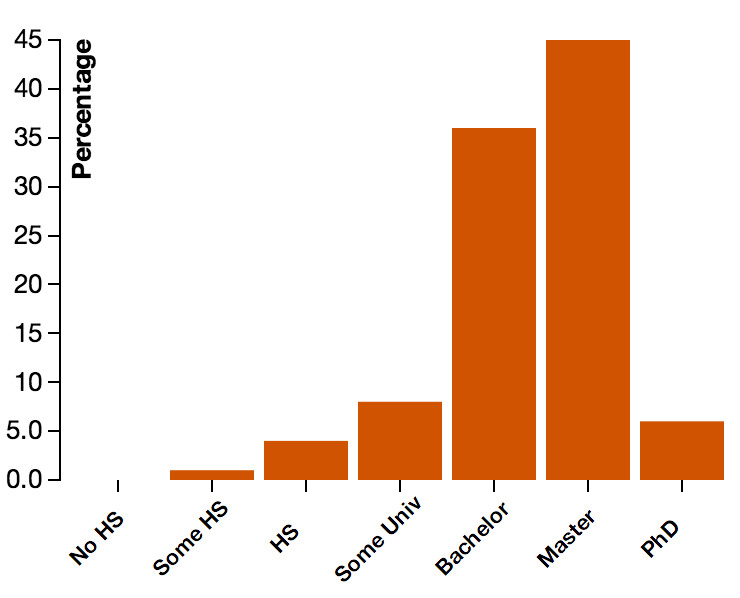 45
40
35
30
25
20
15
10
5.0
0.0
Percentage
No HS
Some HS
HS
Some Univ
Bachelor
Master
PhD